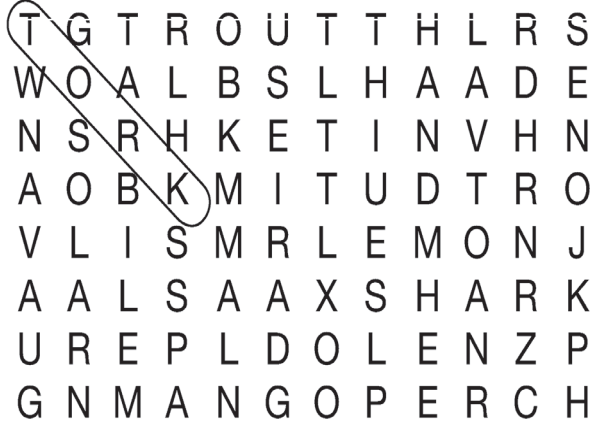 T G T R O U T T H L R S
W O A L B S L H A A D E
N S R H K E T I N V H N
A O B K M I T U D T R O
V L I S M R L E M O N J
A A L S A A X S H A R K
U R E P L D O L E N Z P
G N M A N G O P E R C H